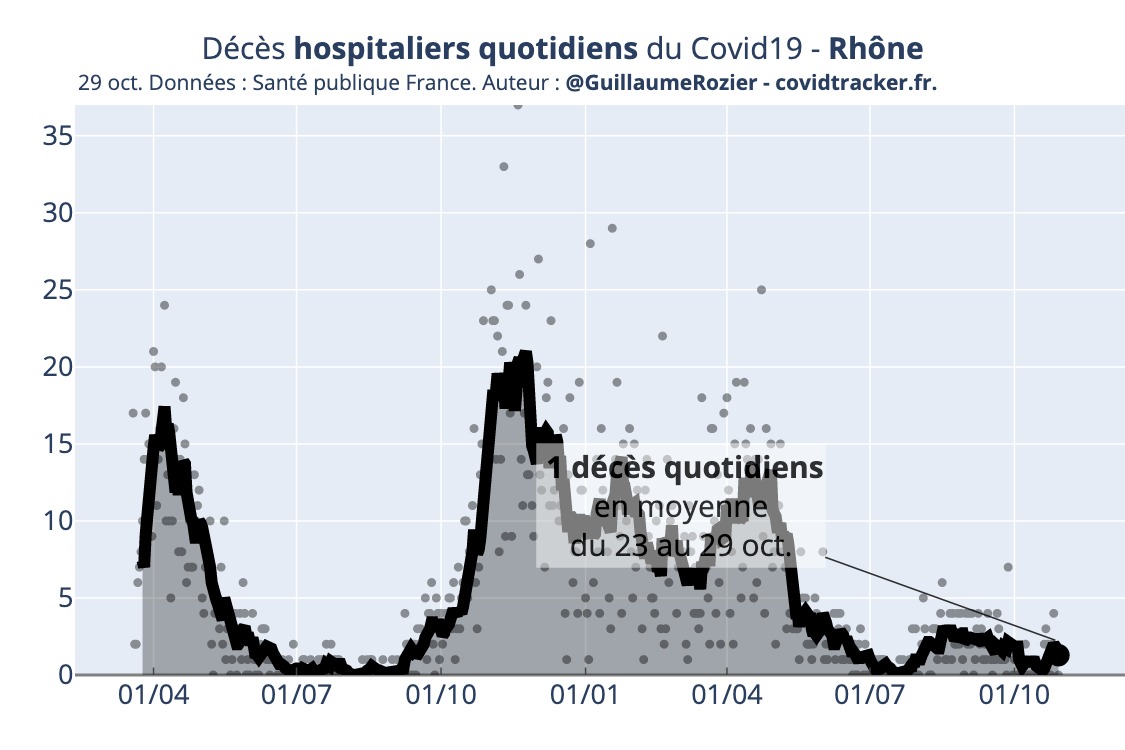 Décès hospitaliers quotidiens du Covid19 - Rhône
29 oct. Données : Santé publique France. Auteur : @GuillaumeRozier - covidtracker.fr.
35
30
25
20
15
10
5
0
1 décès quotidiens
en moyenne
du 23 au 29 oct.
01/04 01/07 01/10 01/01 01/04 01/07 01/10